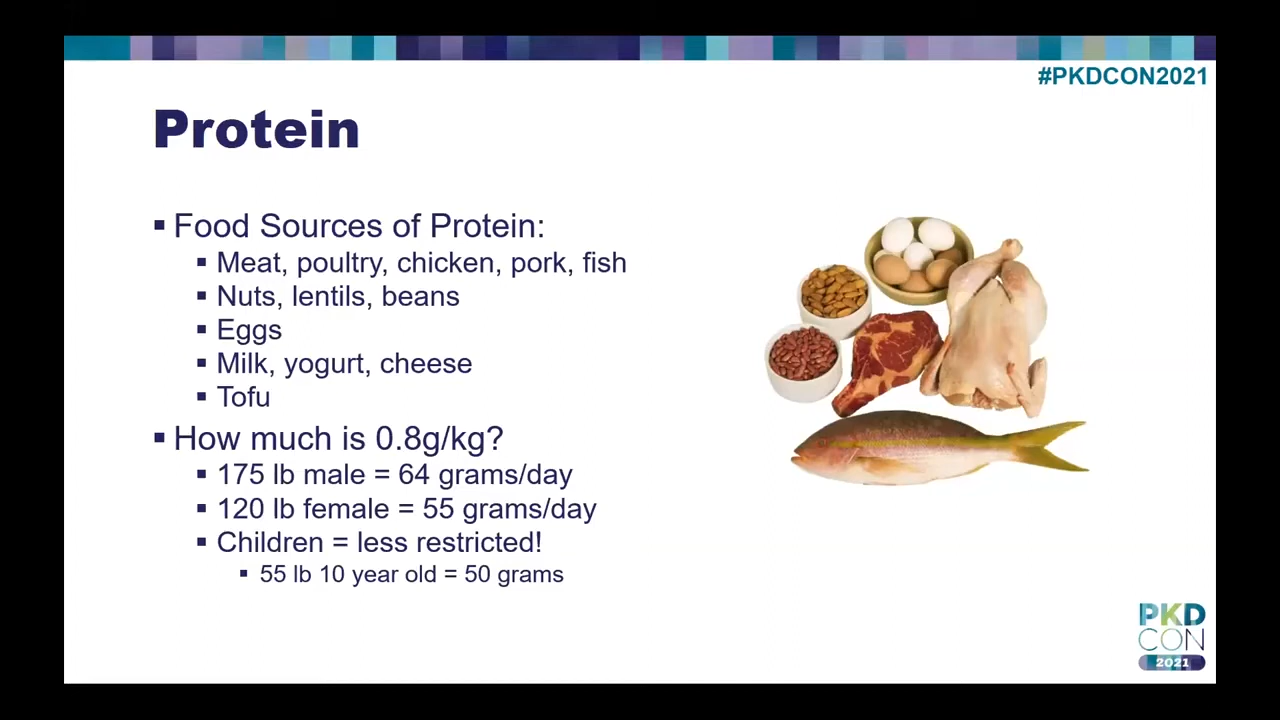 #PKDCON2021
Protein
▪ Food Sources of Protein:
▪ Meat, poultry, chicken, pork, fish
▪ Nuts, lentils, beans
▪ Eggs
▪ Milk, yogurt, cheese
▪ Tofu
▪ How much is 0.8g/kg?
▪ 175 lb male = 64 grams/day
▪ 120 lb female = 55 grams/day
▪ Children = less restricted!
▪ 55 lb 10 year old = 50 grams
PKD
CON
2021